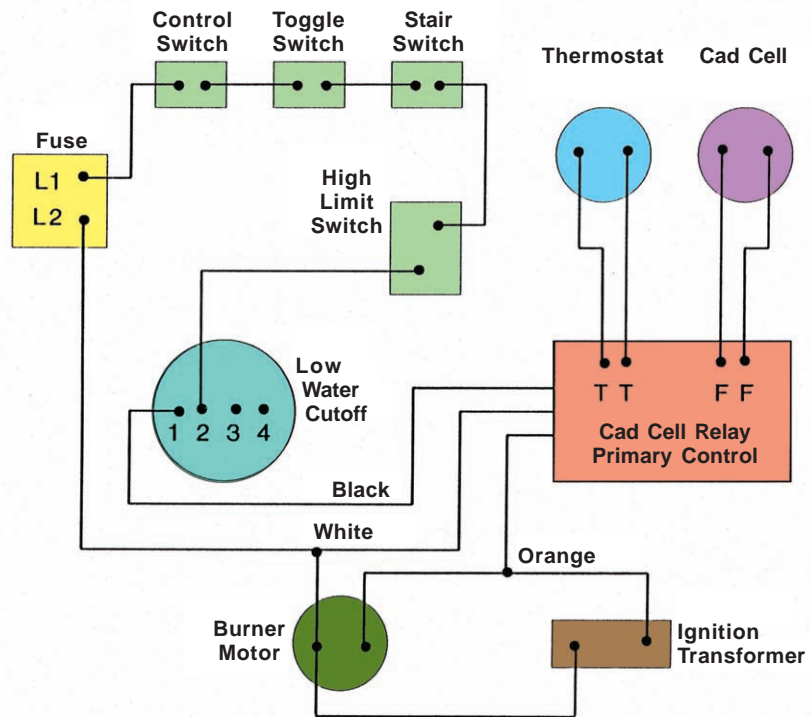 Control
Switch
Toggle
Switch
Stair
Switch
Thermostat
Cad Cell
Fuse
L1
L2
High
Limit
Switch
Low
Water
Cutoff
1 2 3 4
T T F F
Cad Cell Relay
Primary Control
Black
White
Orange
Burner
Motor
Ignition
Transformer